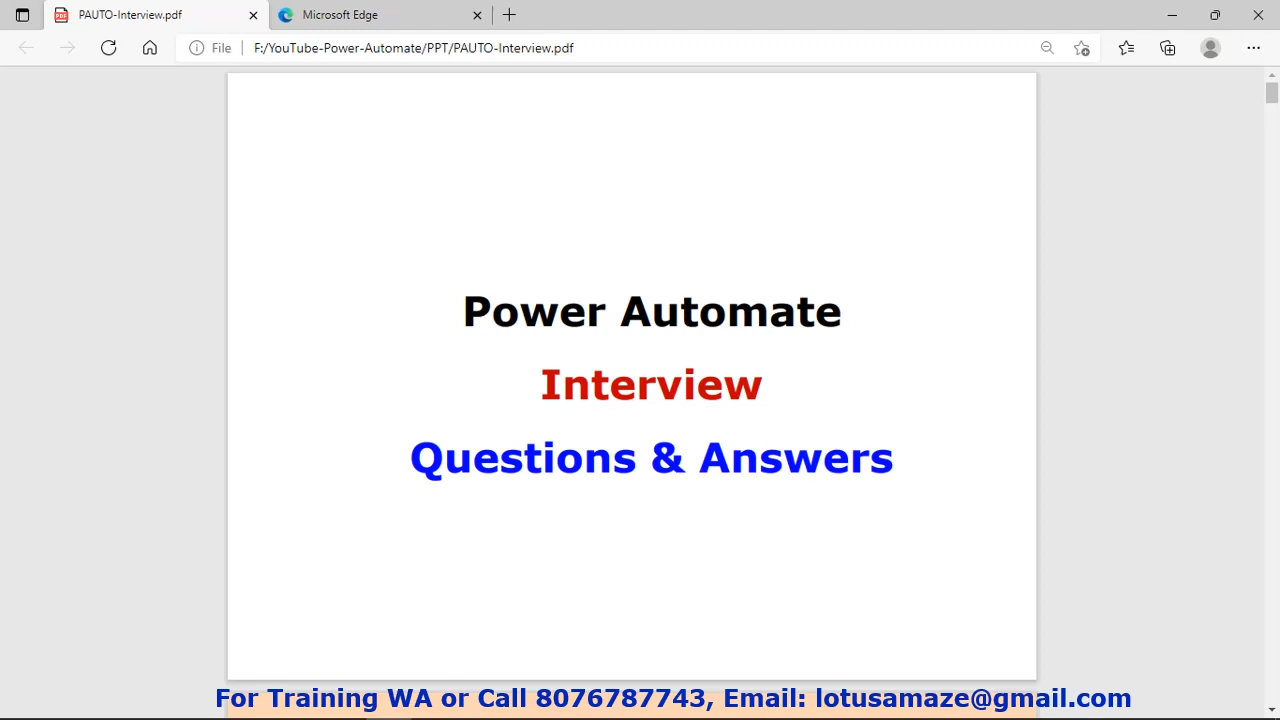 PAUTO-Interview.pdf
Microsoft Edge
File
F:/YouTube-Power-Automate/PPT/PAUTO-Interview.pdf
Power Automate
Interview
Questions & Answers
For Training WA or Call 8076787743, Email: lotusamaze@gmail.com